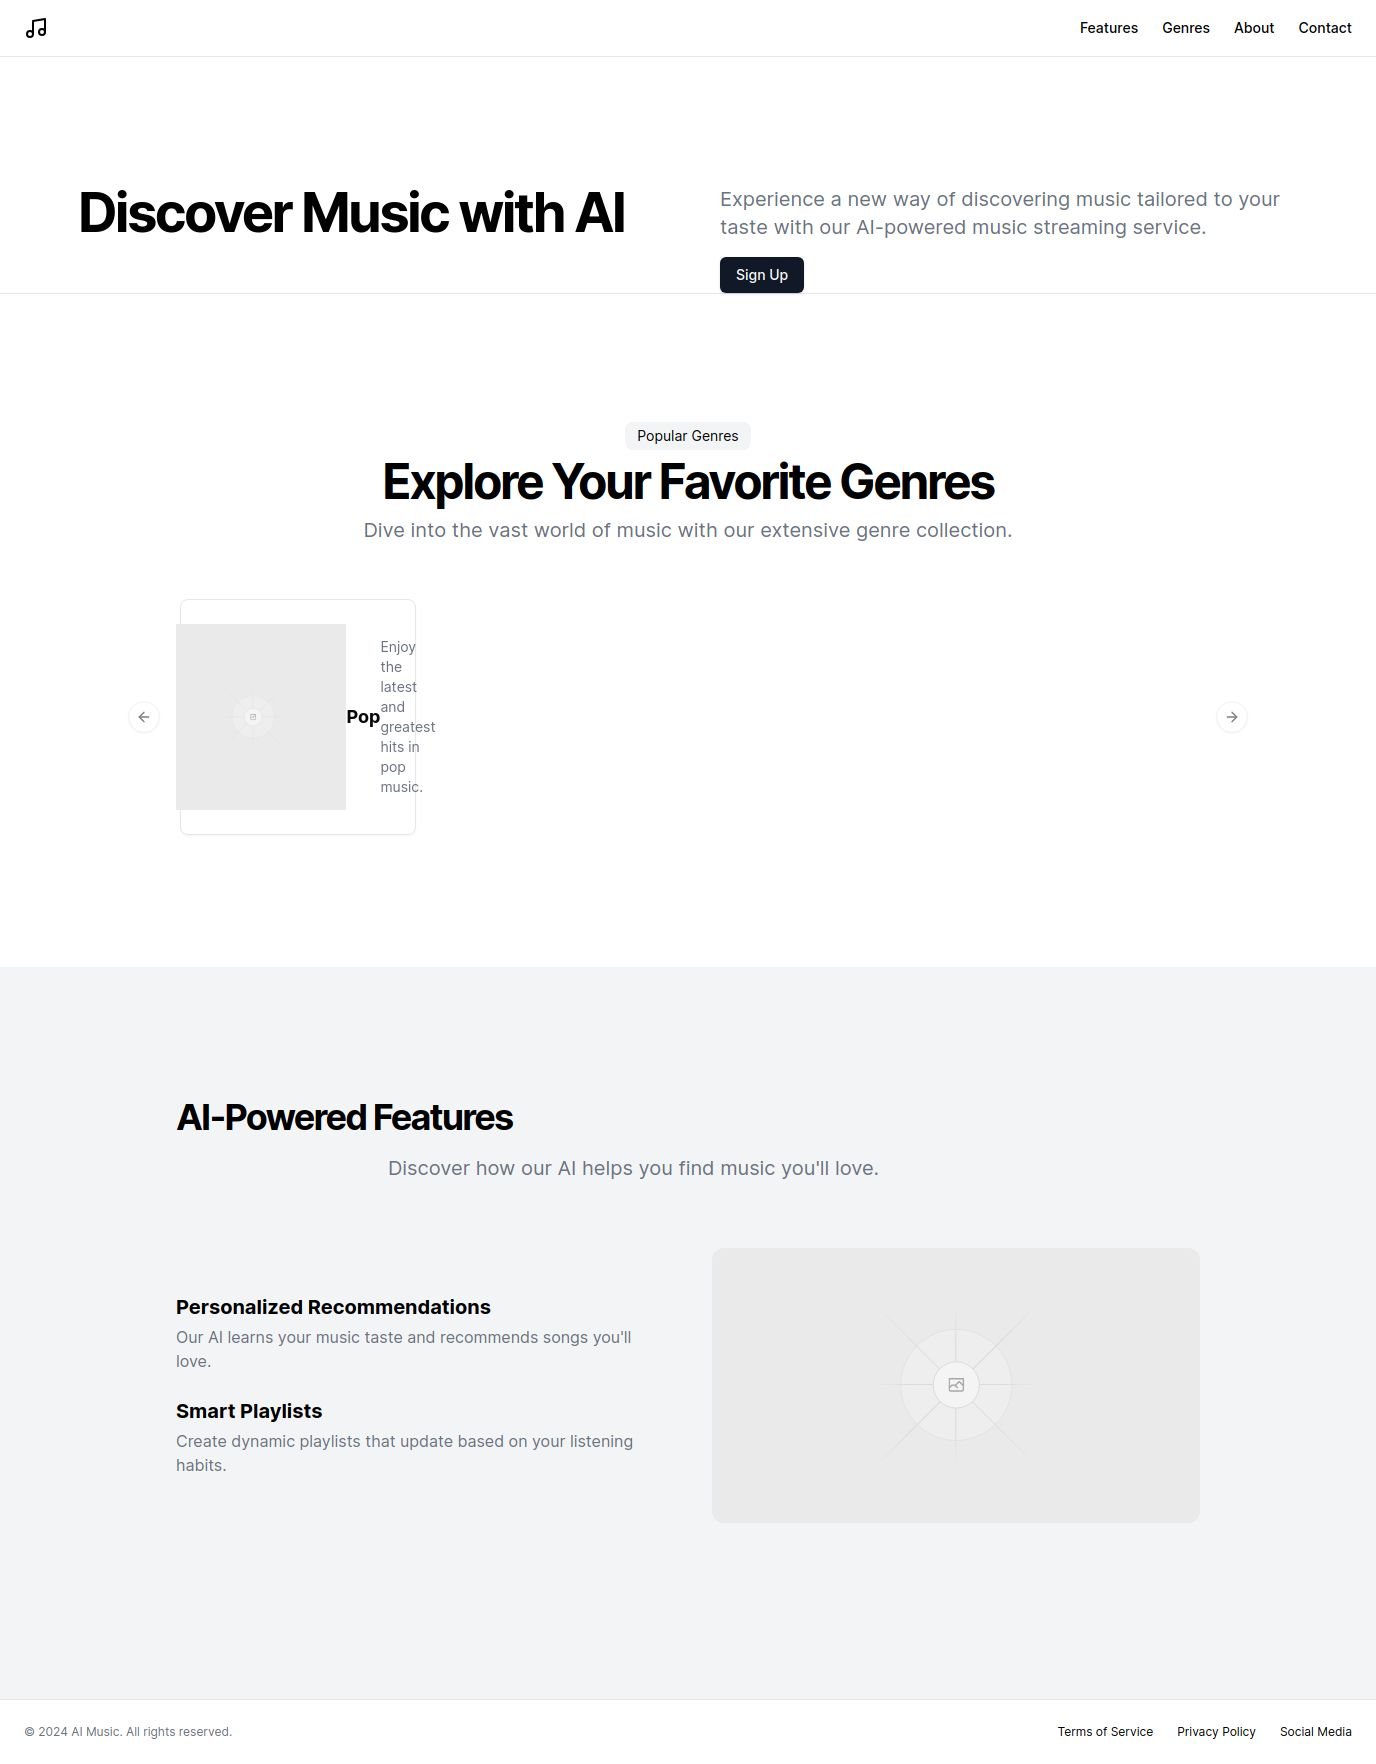 Features Genres About Contact
Discover Music with AI
Experience a new way of discovering music tailored to your
taste with our AI-powered music streaming service.
Sign Up
Popular Genres
Explore Your Favorite Genres
Dive into the vast world of music with our extensive genre collection.
Pop
Enjoy
the
latest
and
greatest
hits in
pop
music.
AI-Powered Features
Discover how our AI helps you find music you'll love.
Personalized Recommendations
Our AI learns your music taste and recommends songs you'll
love.
Smart Playlists
Create dynamic playlists that update based on your listening
habits.
© 2024 AI Music. All rights reserved.
Terms of Service Privacy Policy Social Media